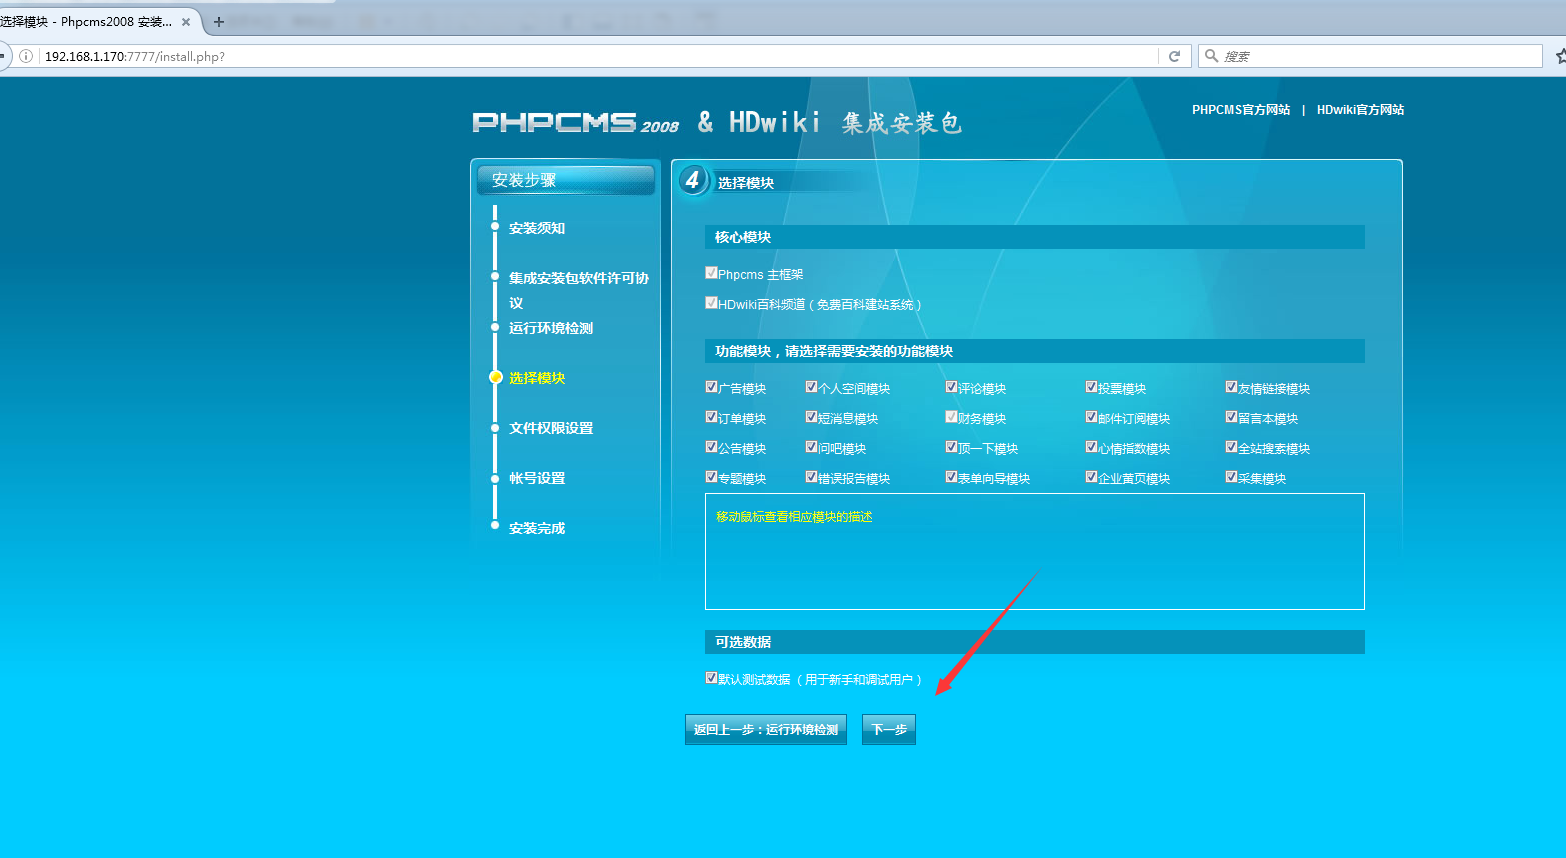 选择模块 - Phpcms2008 安装...
192.168.1.170:7777/install.php?
搜索
PHPCMS 2008 & HDwiki 集成安装包
PHPCMS官方网站 | HDwiki官方网站
安装步骤
安装须知
集成安装包软件许可协
议
运行环境检测
选择模块
文件权限设置
帐号设置
安装完成
4 选择模块
核心模块
Phpcms 主框架
HDwiki百科频道（免费百科建站系统）
功能模块，请选择需要安装的功能模块
广告模块 个人空间模块 评论模块 投票模块 友情链接模块
订单模块 短消息模块 财务模块 邮件订阅模块 留言本模块
公告模块 问吧模块 顶一下模块 心情指数模块 全站搜索模块
专题模块 错误报告模块 表单向导模块 企业黄页模块 采集模块
移动鼠标查看相应模块的描述
可选数据
默认测试数据 （用于新手和调试用户）
返回上一步：运行环境检测 下一步